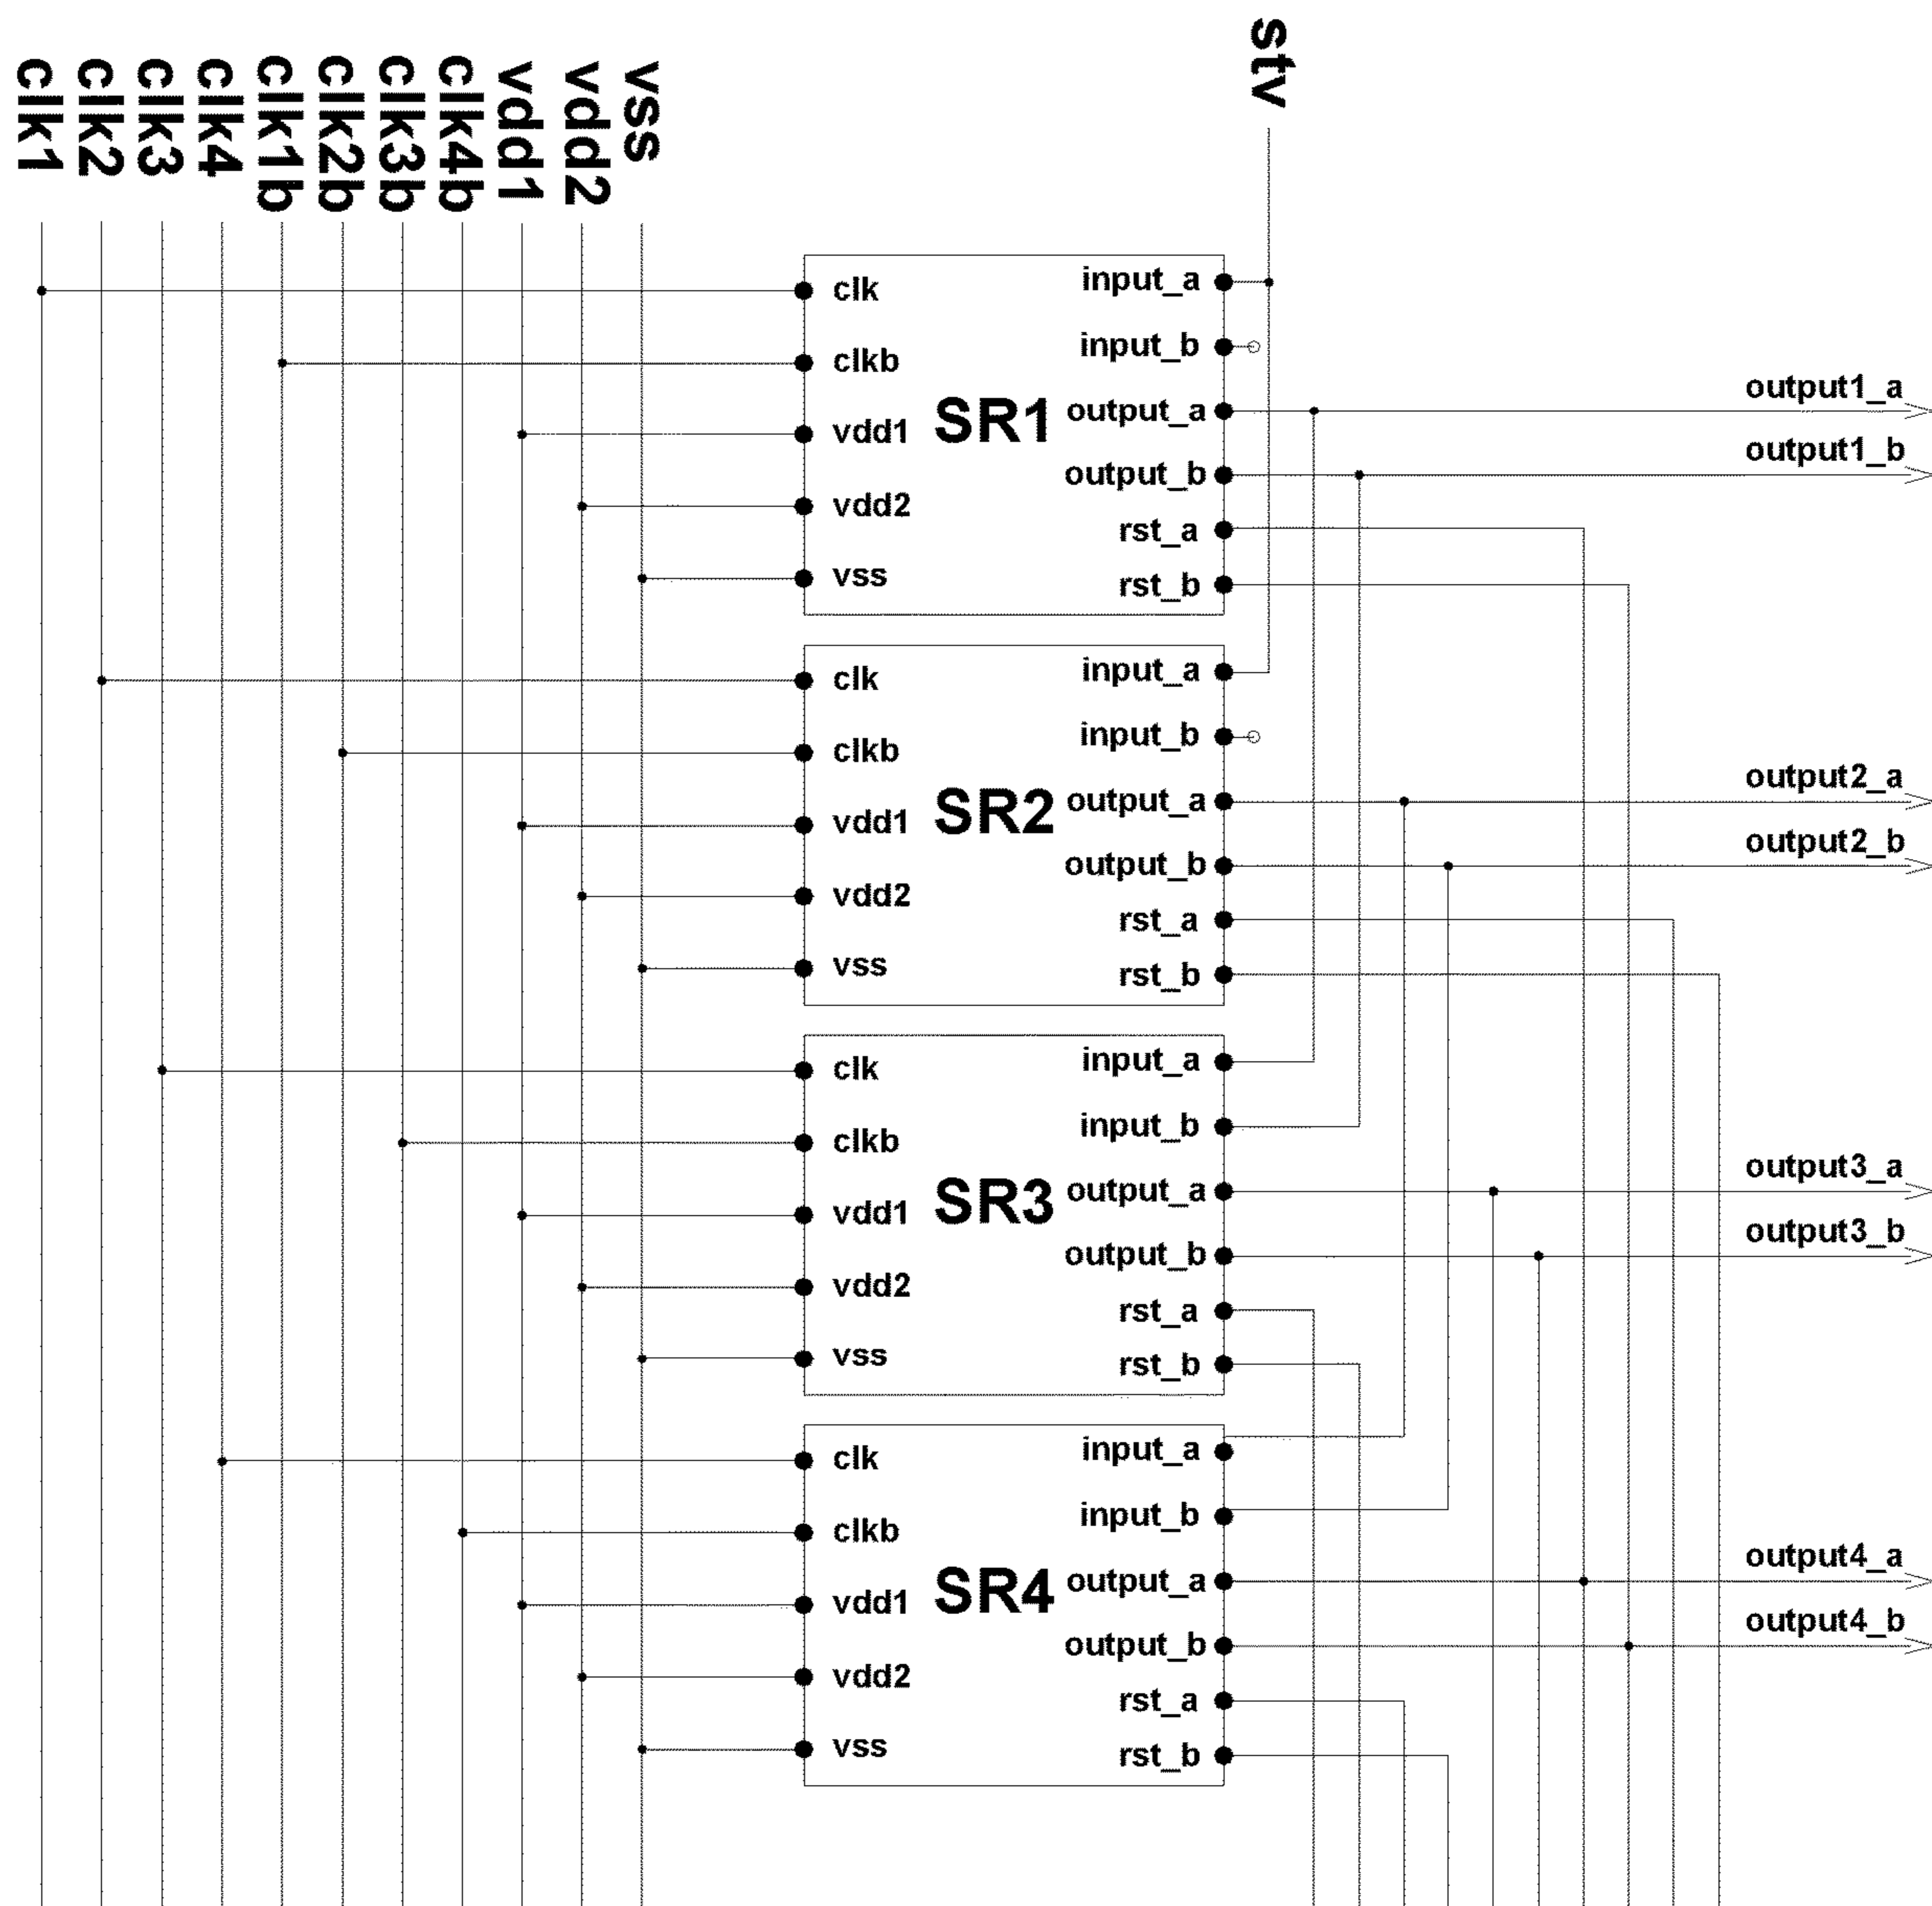 clk1
clk2
clk3
clk4
clk1b
clk2b
clk3b
clk4b
vdd1
vdd2
vss
stv
clk
clkb
vdd1
vdd2
vss
SR1
input_a
input_b
output_a
output_b
rst_a
rst_b
output1_a
output1_b
clk
clkb
vdd1
vdd2
vss
SR2
input_a
input_b
output_a
output_b
rst_a
rst_b
output2_a
output2_b
clk
clkb
vdd1
vdd2
vss
SR3
input_a
input_b
output_a
output_b
rst_a
rst_b
output3_a
output3_b
clk
clkb
vdd1
vdd2
vss
SR4
input_a
input_b
output_a
output_b
rst_a
rst_b
output4_a
output4_b